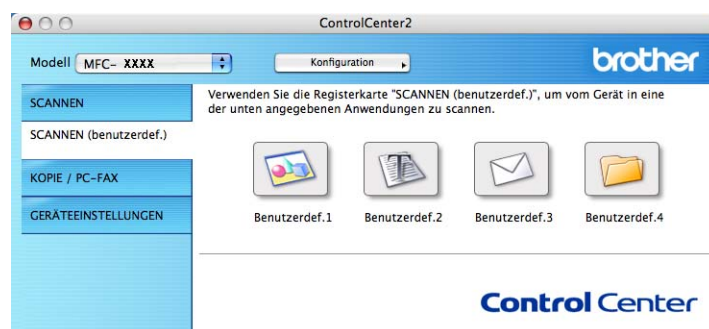 ControlCenter2
Modell MFC- XXXX Konfiguration brother
SCANNEN
SCANNEN (benutzerdef.)
KOPIE / PC-FAX
GERÄTEEINSTELLUNGEN
Verwenden Sie die Registerkarte "SCANNEN (benutzerdef.)", um vom Gerät in eine
der unten angegebenen Anwendungen zu scannen.
Benutzerdef.1 Benutzerdef.2 Benutzerdef.3 Benutzerdef.4
Control Center